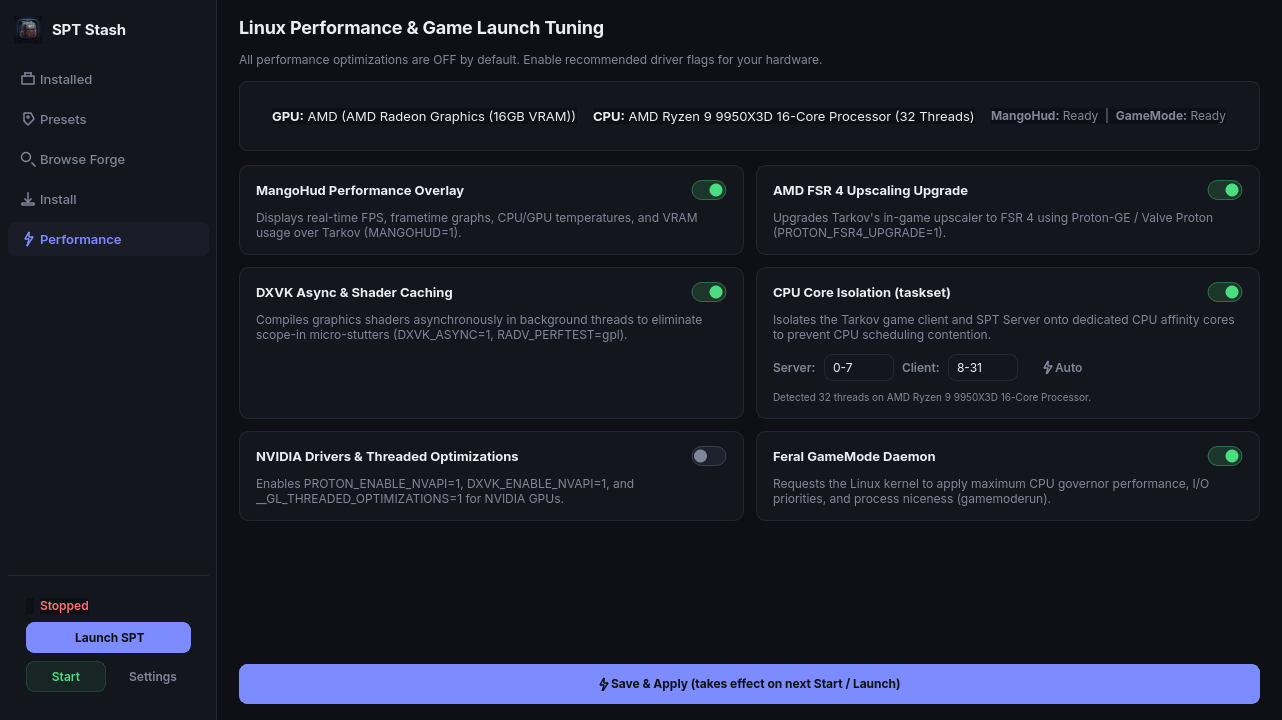 SPT Stash
Installed
Presets
Browse Forge
Install
Performance
Stopped
Launch SPT
Start
Settings
Linux Performance & Game Launch Tuning
All performance optimizations are OFF by default. Enable recommended driver flags for your hardware.
GPU: AMD (AMD Radeon Graphics (16GB VRAM))
CPU: AMD Ryzen 9 9950X3D 16-Core Processor (32 Threads)
MangoHud: Ready | GameMode: Ready
MangoHud Performance Overlay
Displays real-time FPS, frametime graphs, CPU/GPU temperatures, and VRAM
usage over Tarkov (MANGOHUD=1).
AMD FSR 4 Upscaling Upgrade
Upgrades Tarkov's in-game upscaler to FSR 4 using Proton-GE / Valve Proton
(PROTON_FSR4_UPGRADE=1).
DXVK Async & Shader Caching
Compiles graphics shaders asynchronously in background threads to eliminate
scope-in micro-stutters (DXVK_ASYNC=1, RADV_PERFTEST=gpl).
CPU Core Isolation (taskset)
Isolates the Tarkov game client and SPT Server onto dedicated CPU affinity cores
to prevent CPU scheduling contention.
Server: 0-7 Client: 8-31 Auto
Detected 32 threads on AMD Ryzen 9 9950X3D 16-Core Processor.
NVIDIA Drivers & Threaded Optimizations
Enables PROTON_ENABLE_NVAPI=1, DXVK_ENABLE_NVAPI=1, and
__GL_THREADED_OPTIMIZATIONS=1 for NVIDIA GPUs.
Feral GameMode Daemon
Requests the Linux kernel to apply maximum CPU governor performance, I/O
priorities, and process niceness (gamemoderun).
Save & Apply (takes effect on next Start / Launch)